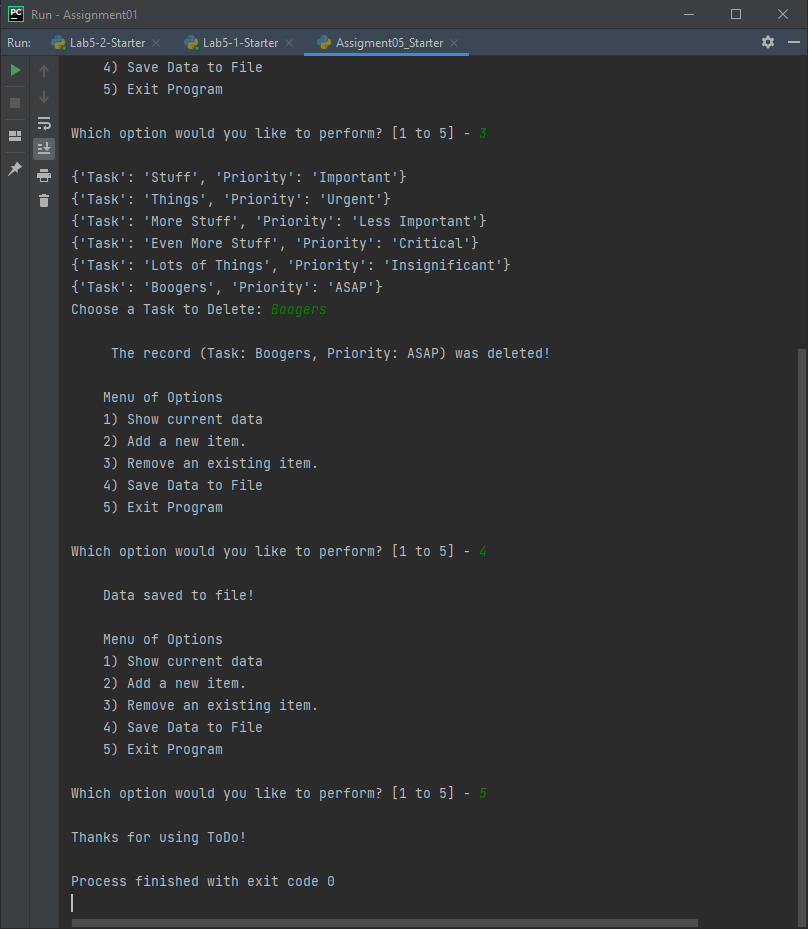 PC Run - Assignment01
Run: Lab5-2-Starter Lab5-1-Starter Assigment05_Starter
4) Save Data to File
5) Exit Program
Which option would you like to perform? [1 to 5] - 3
{'Task': 'Stuff', 'Priority': 'Important'}
{'Task': 'Things', 'Priority': 'Urgent'}
{'Task': 'More Stuff', 'Priority': 'Less Important'}
{'Task': 'Even More Stuff', 'Priority': 'Critical'}
{'Task': 'Lots of Things', 'Priority': 'Insignificant'}
{'Task': 'Boogers', 'Priority': 'ASAP'}
Choose a Task to Delete: Boogers
The record (Task: Boogers, Priority: ASAP) was deleted!
Menu of Options
1) Show current data
2) Add a new item.
3) Remove an existing item.
4) Save Data to File
5) Exit Program
Which option would you like to perform? [1 to 5] - 4
Data saved to file!
Menu of Options
1) Show current data
2) Add a new item.
3) Remove an existing item.
4) Save Data to File
5) Exit Program
Which option would you like to perform? [1 to 5] - 5
Thanks for using ToDo!
Process finished with exit code 0